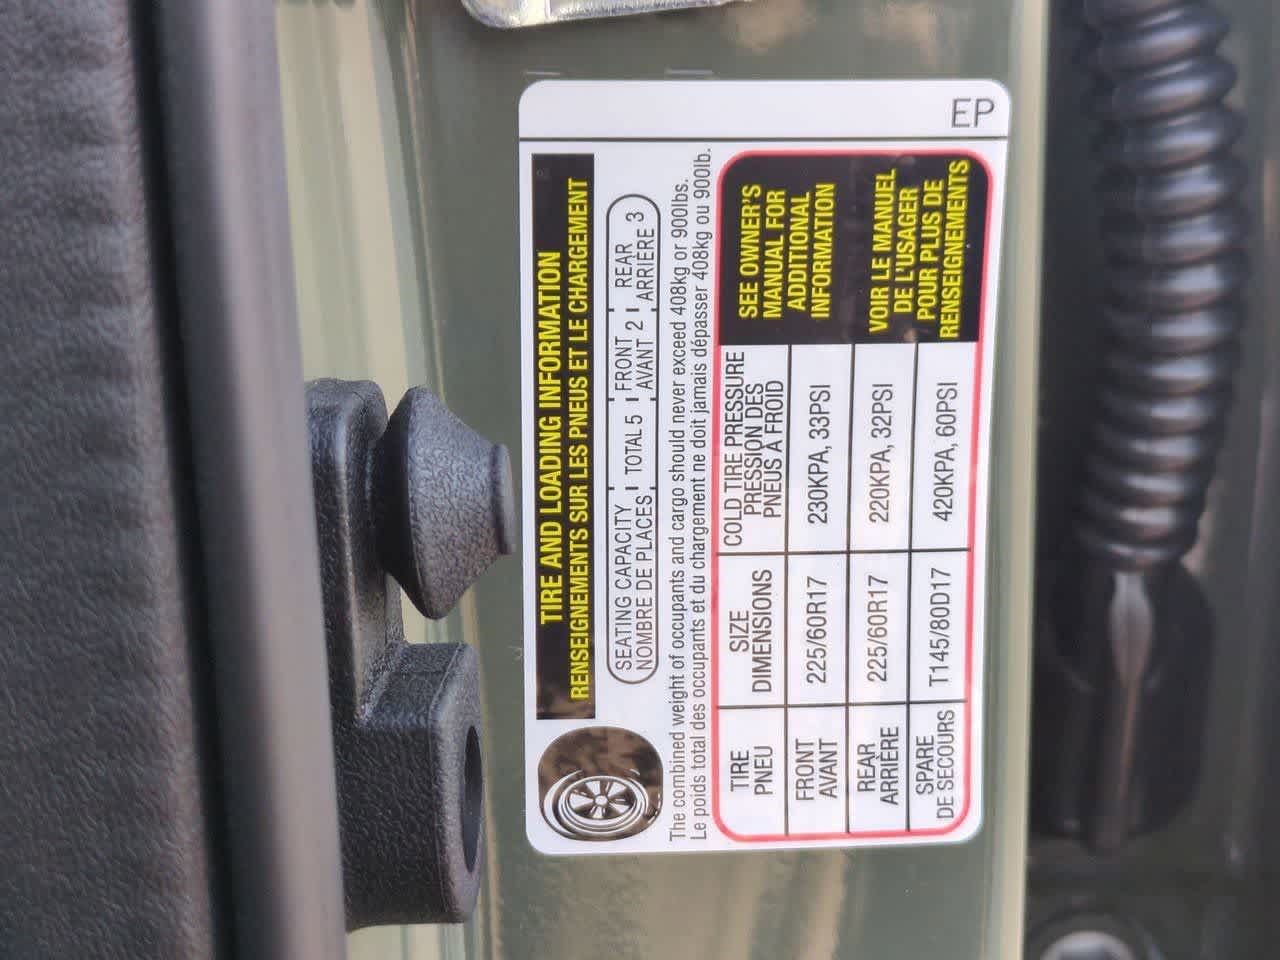 TIRE AND LOADING INFORMATION
RENSEIGNEMENTS SUR LES PNEUS ET LE CHARGEMENT
SEATING CAPACITY TOTAL 5 FRONT 2 REAR 3
NOMBRE DE PLACES AVANT ARRIÈRE
The combined weight of occupants and cargo should never exceed 408kg or 900lbs.
Le poids total des occupants et du chargement ne doit jamais dépasser 408kg ou 900lb.
TIRE SIZE COLD TIRE PRESSURE
PNEU DIMENSIONS PRESSION DES
PNEUS À FROID
FRONT 225/60R17 230KPA, 33PSI
AVANT
REAR 225/60R17 220KPA, 32PSI
ARRIÈRE
SPARE T145/80D17 420KPA, 60PSI
DE SECOURS
SEE OWNER'S
MANUAL FOR
ADDITIONAL
INFORMATION
VOIR LE MANUEL
DE L'USAGER
POUR PLUS DE
RENSEIGNEMENTS
EP